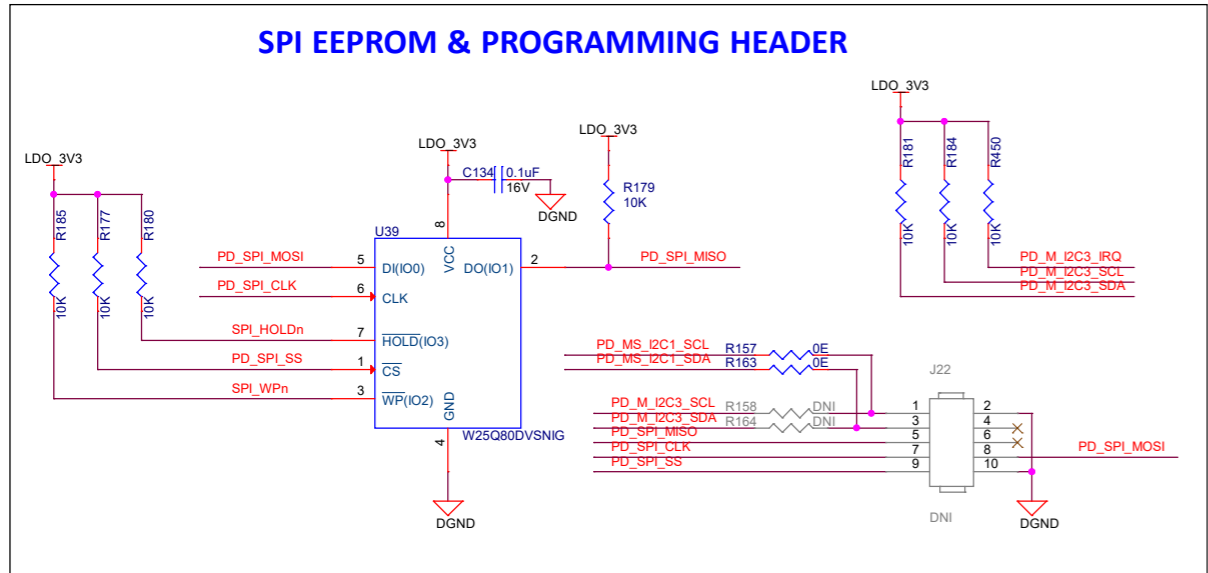 SPI EEPROM & PROGRAMMING HEADER
LDO_3V3
R185
R177
R180
10K
10K
10K
LDO_3V3
C134
0.1uF
16V
DGND
LDO_3V3
R179
10K
LDO_3V3
R181
R184
R450
10K
10K
10K
PD_M_I2C3_IRQ
PD_M_I2C3_SCL
PD_M_I2C3_SDA
U39
8
VCC
PD_SPI_MOSI
5
DI(IO0)
DO(IO1)
2
PD_SPI_MISO
PD_SPI_CLK
6
CLK
SPI_HOLDn
7
HOLD(IO3)
PD_SPI_SS
1
CS
SPI_WPn
3
WP(IO2)
GND
4
W25Q80DVSNIG
DGND
PD_MS_I2C1_SCL
R157
0E
PD_MS_I2C1_SDA
R163
0E
J22
PD_M_I2C3_SCL
R158
DNI
1
2
PD_M_I2C3_SDA
R164
DNI
3
4
PD_SPI_MISO
5
6
PD_SPI_CLK
7
8
PD_SPI_MOSI
PD_SPI_SS
9
10
DNI
DGND